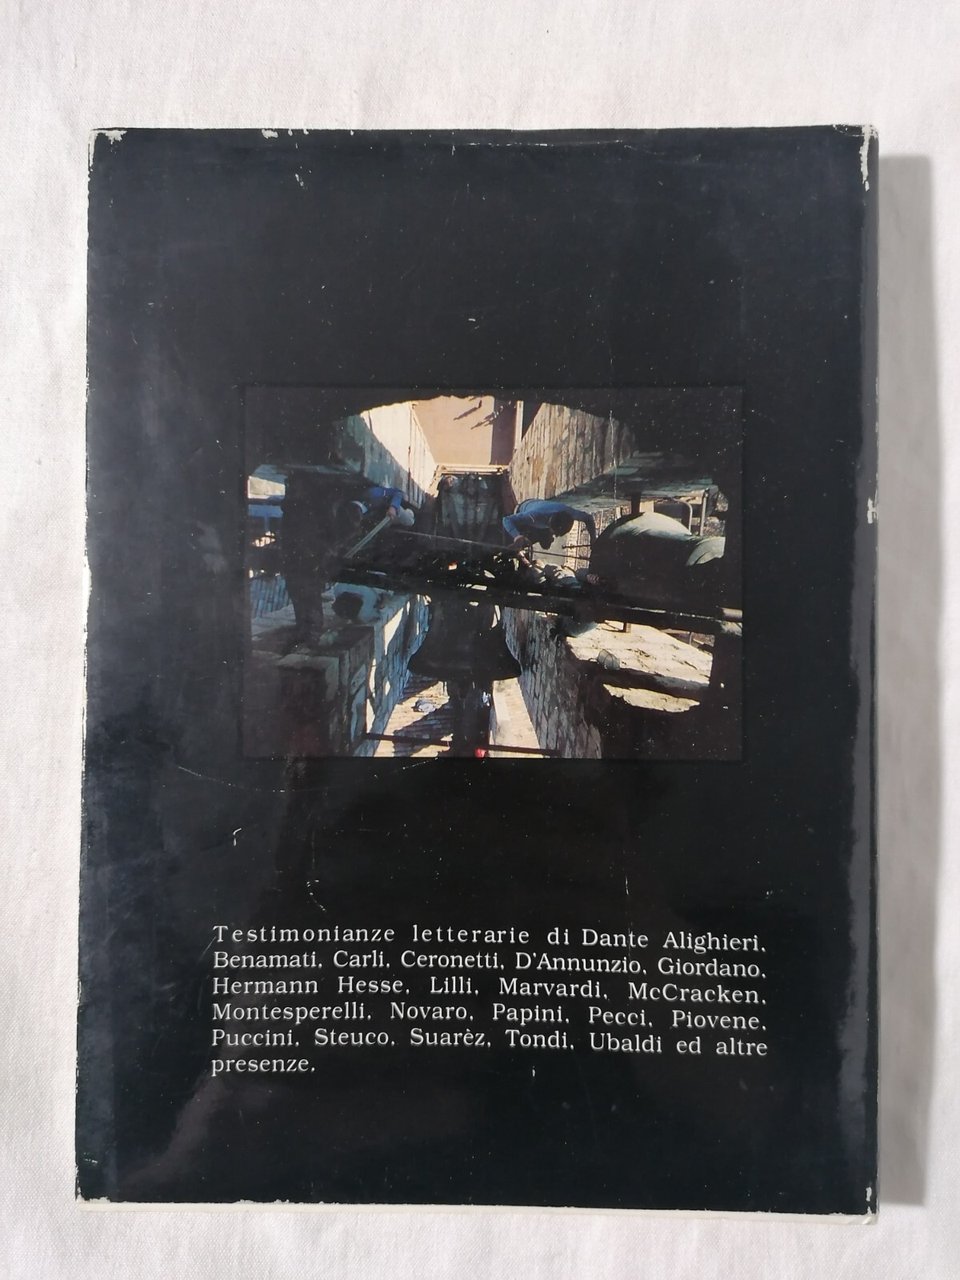 Testimonianze letterarie di Dante Alighieri,
Benamati, Carli, Ceronetti, D'Annunzio, Giordano,
Hermann Hesse, Lilli, Marvardi, McCracken,
Montesperelli, Novaro, Papini, Pecci, Piovene,
Puccini, Steuco, Suarèz, Tondi, Ubaldi ed altre
presenze.